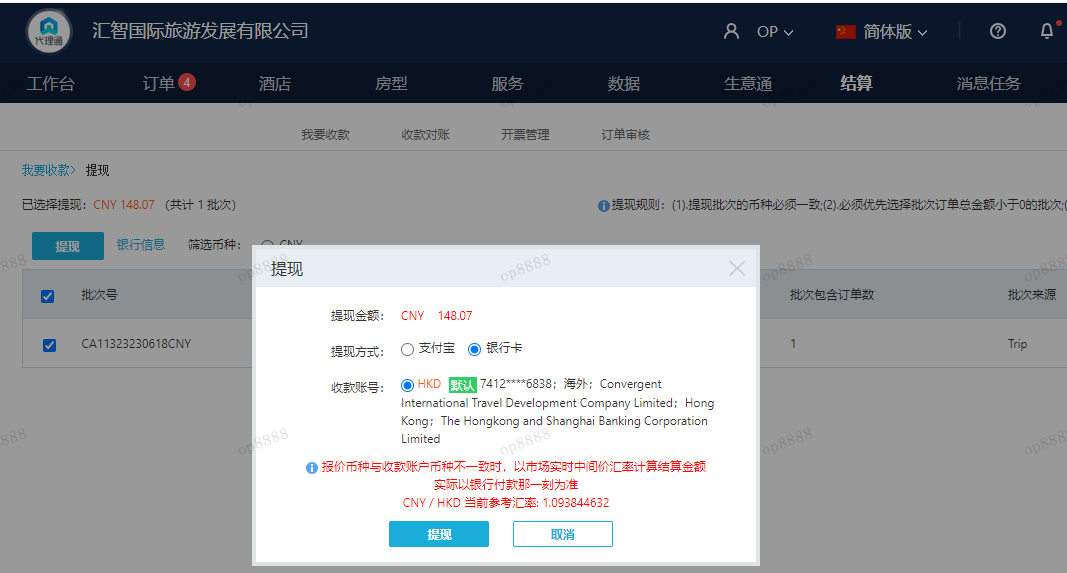 代理通
汇智国际旅游发展有限公司
OP
简体版
工作台
订单 4
酒店
房型
服务
数据
生意通
结算
消息任务
我要收款
收款对账
开票管理
订单审核
我要收款> 提现
已选择提现： CNY 148.07 (共计 1 批次)
提现规则：(1).提现批次的币种必须一致;(2).必须优先选择批次订单总金额小于0的批次;(
提现
银行信息
筛选币种：
CNY
批次号
批次包含订单数
批次来源
CA11323230618CNY
1
Trip
提现
提现金额： CNY 148.07
提现方式： 支付宝 银行卡
收款账号： HKD 默认 7412****6838；海外；Convergent
International Travel Development Company Limited；Hong
Kong；The Hongkong and Shanghai Banking Corporation
Limited
报价币种与收款账户币种不一致时，以市场实时中间价汇率计算结算金额
实际以银行付款那一刻为准
CNY / HKD 当前参考汇率: 1.093844632
提现
取消
op8888
op8888
op8888
op8888
op8888
op8888
op8888
op8888